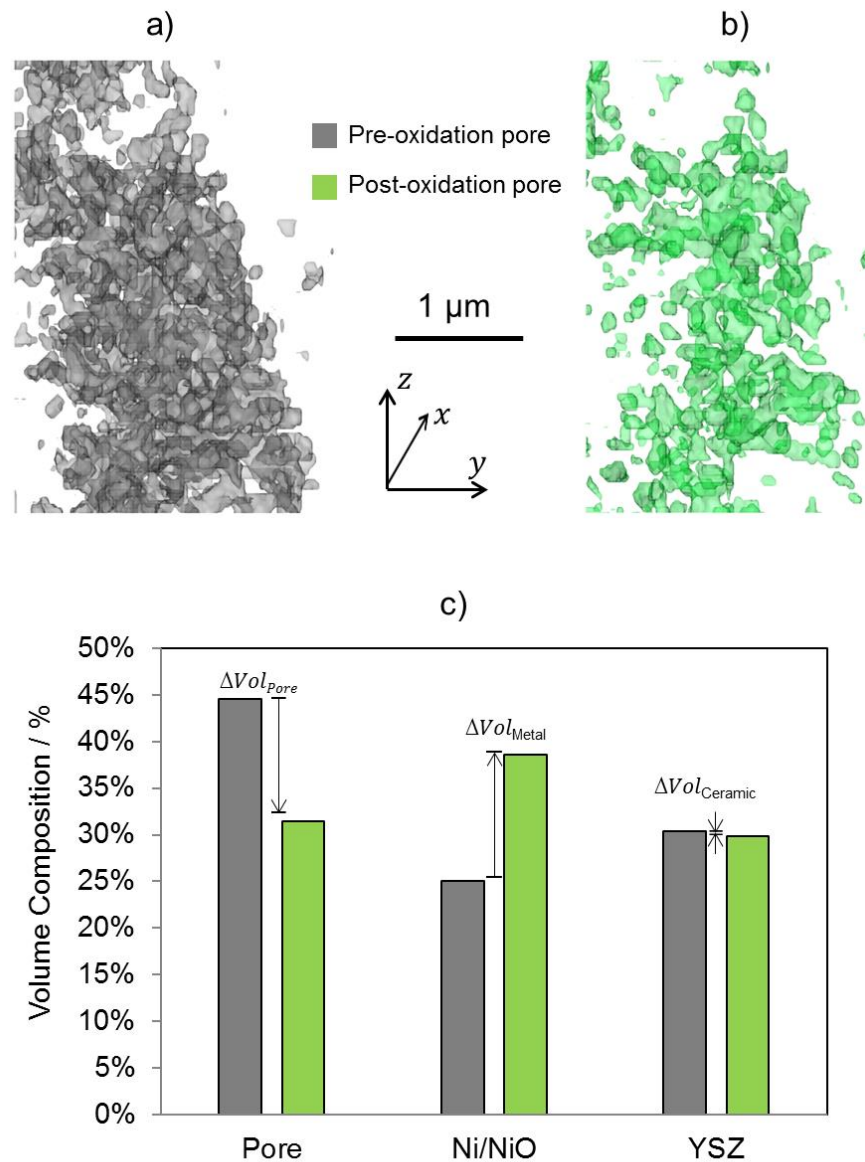 a)
b)
Pre-oxidation pore
Post-oxidation pore
1 µm
z
x
y
c)
Volume Composition / %
50%
45%
40%
35%
30%
25%
20%
15%
10%
5%
0%
ΔVol_Pore
ΔVol_Metal
ΔVol_Ceramic
Pore
Ni/NiO
YSZ